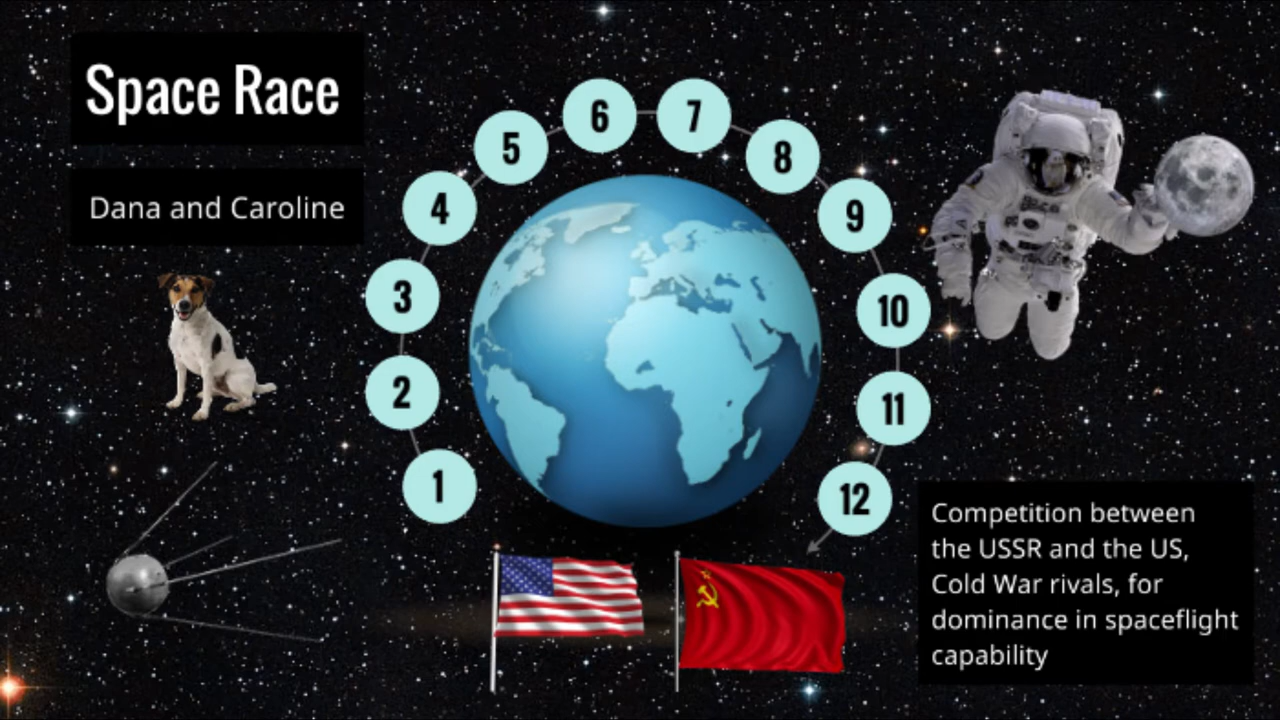 Space Race
Dana and Caroline
1
2
3
4
5
6
7
8
9
10
11
12
Competition between
the USSR and the US,
Cold War rivals, for
dominance in spaceflight
capability